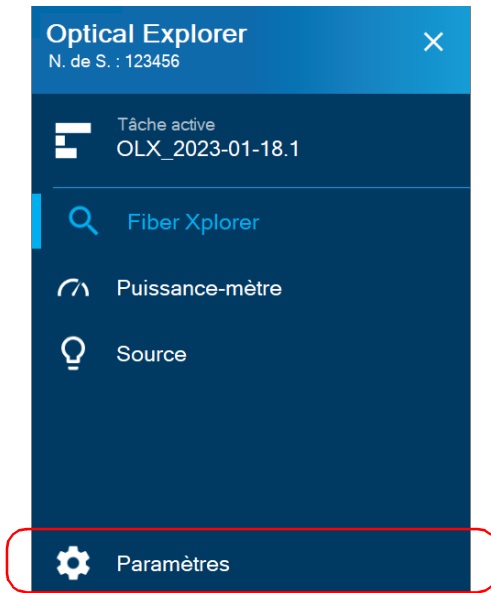 Optical Explorer
N. de S. : 123456
Tâche active
OLX_2023-01-18.1
Fiber Xplorer
Puissance-mètre
Source
Paramètres